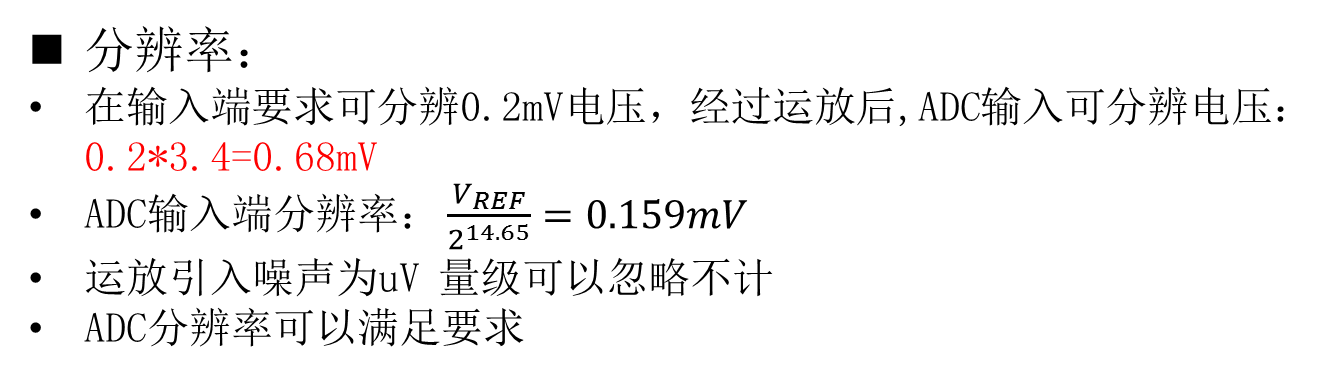 ■ 分辨率：
• 在输入端要求可分辨0.2mV电压，经过运放后,ADC输入可分辨电压：
0.2*3.4=0.68mV
• ADC输入端分辨率：$\frac{V_{REF}}{2^{14.65}} = 0.159mV$
• 运放引入噪声为uV 量级可以忽略不计
• ADC分辨率可以满足要求